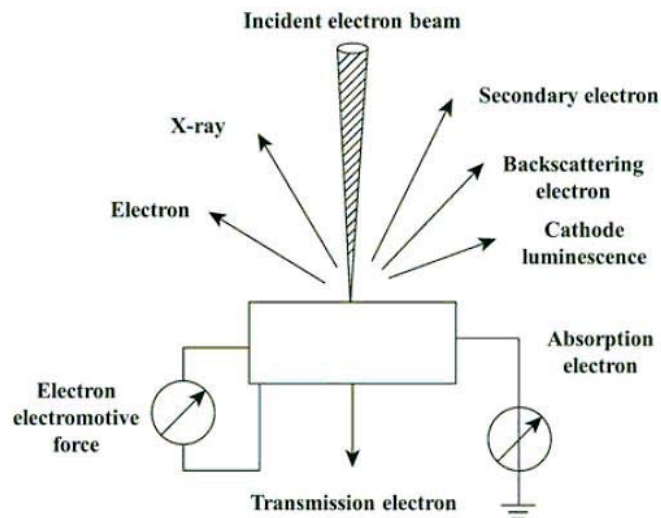 Incident electron beam
Secondary electron
X-ray
Backscattering
electron
Electron
Cathode
luminescence
Absorption
electron
Electron
electromotive
force
Transmission electron